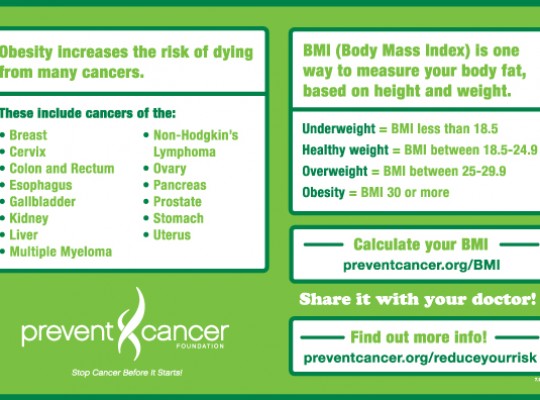 Obesity increases the risk of dying
from many cancers.
These include cancers of the:
• Breast
• Cervix
• Colon and Rectum
• Esophagus
• Gallbladder
• Kidney
• Liver
• Multiple Myeloma
• Non-Hodgkin's
Lymphoma
• Ovary
• Pancreas
• Prostate
• Stomach
• Uterus
prevent cancer
FOUNDATION
Stop Cancer Before It Starts!
BMI (Body Mass Index) is one
way to measure your body fat,
based on height and weight.
Underweight = BMI less than 18.5
Healthy weight = BMI between 18.5-24.9
Overweight = BMI between 25-29.9
Obesity = BMI 30 or more
Calculate your BMI
preventcancer.org/BMI
Share it with your doctor!
Find out more info!
preventcancer.org/reduceyourrisk